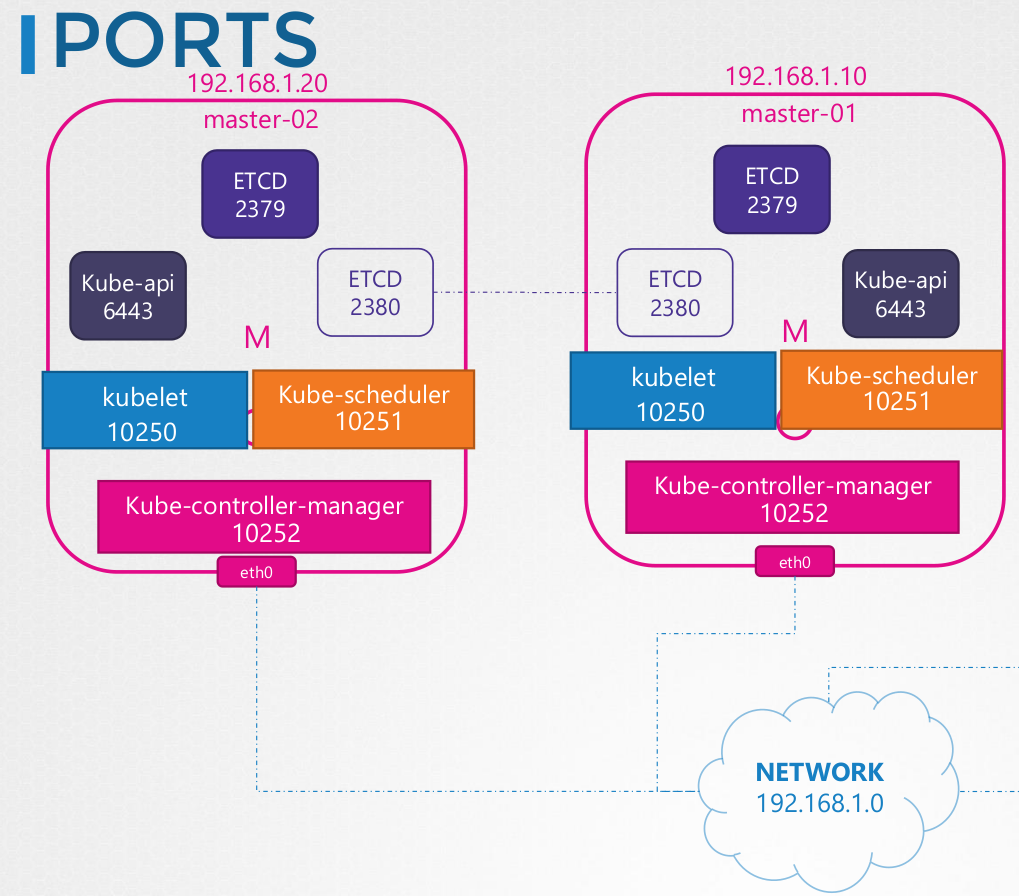 PORTS
192.168.1.20
master-02
ETCD
2379
Kube-api
6443
ETCD
2380
M
kubelet
10250
Kube-scheduler
10251
Kube-controller-manager
10252
eth0
192.168.1.10
master-01
ETCD
2379
ETCD
2380
Kube-api
6443
M
kubelet
10250
Kube-scheduler
10251
Kube-controller-manager
10252
eth0
NETWORK
192.168.1.0